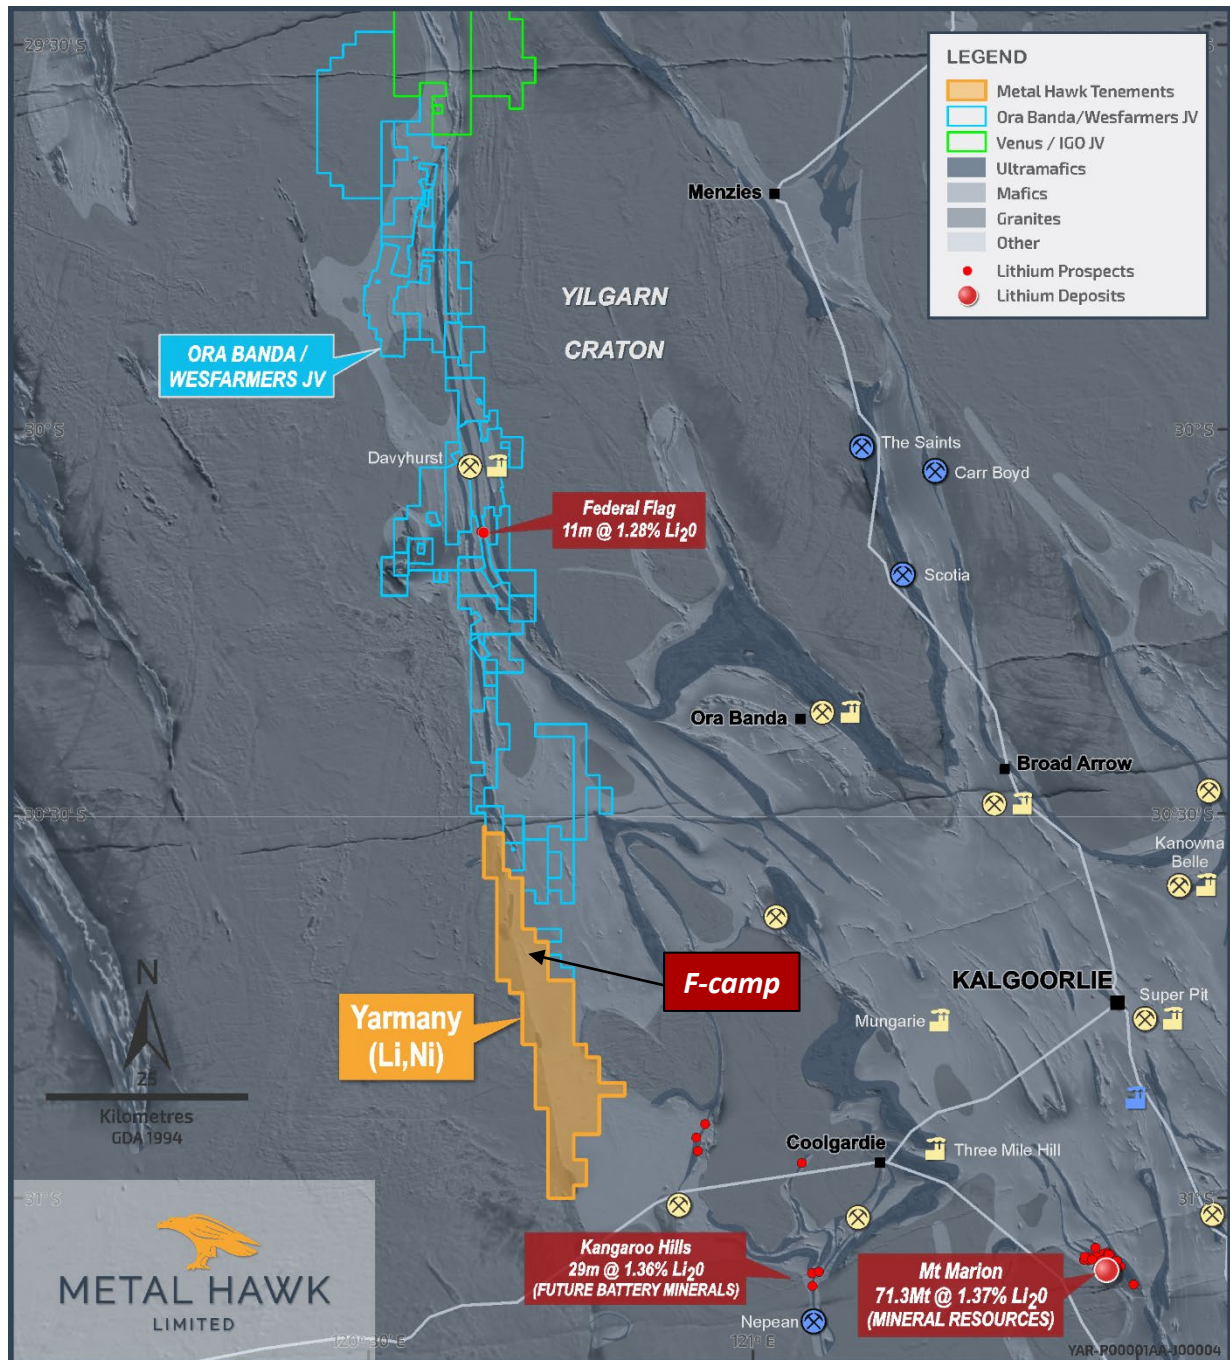 29°30' S
LEGEND
Metal Hawk Tenements
Ora Banda/Wesfarmers JV
Venus / IGO JV
Ultramafics
Mafics
Granites
Other
Lithium Prospects
Lithium Deposits
Menzies
YILGARN
CRATON
ORA BANDA /
WESFARMERS JV
30° S
30° S
The Saints
Davyhurst
Carr Boyd
Federal Flag
11m @ 1.28% Li₂0
Scotia
Ora Banda
Broad Arrow
30°30' S
30°30' S
Kanowna
Belle
F-camp
KALGOORLIE
Super Pit
N
Yarmany
(Li,Ni)
Mungarie
25
Kilometres
GDA 1994
Coolgardie
Three Mile Hill
31° S
31° S
METAL HAWK
LIMITED
Kangaroo Hills
29m @ 1.36% Li₂0
(FUTURE BATTERY MINERALS)
Mt Marion
71.3Mt @ 1.37% Li₂0
(MINERAL RESOURCES)
Nepean
120°30' E
121° E
YAR-P00001AA-J00004